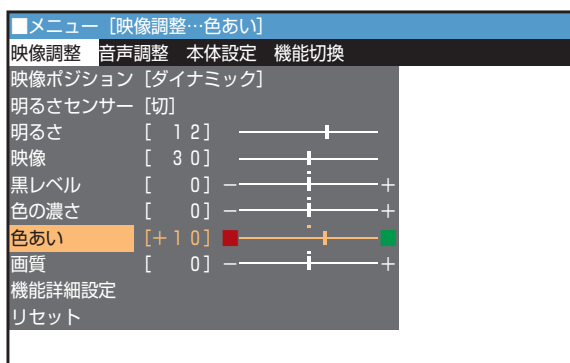 ■メニュー [映像調整…色あい]
映像調整 音声調整 本体設定 機能切換
映像ポジション [ダイナミック]
明るさセンサー [切]
明るさ [ 12]
映像 [ 30]
黒レベル [ 0] － ＋
色の濃さ [ 0] － ＋
色あい [＋10]
画質 [ 0] － ＋
機能詳細設定
リセット